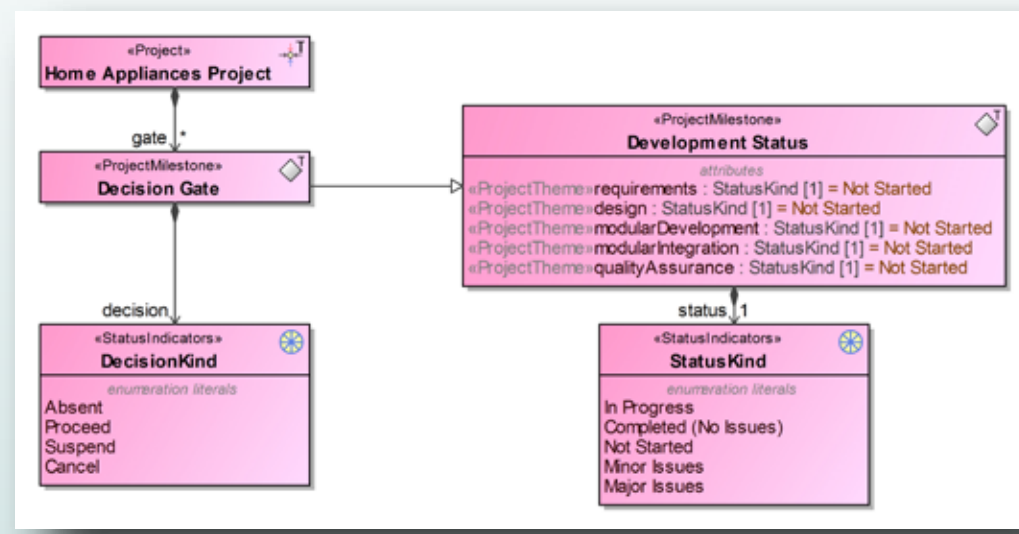 «Project»
Home Appliances Project
T
gate
*
«ProjectMilestone»
Decision Gate
T
decision
«StatusIndicators»
DecisionKind
enumeration literals
Absent
Proceed
Suspend
Cancel
«ProjectMilestone»
Development Status
T
attributes
«ProjectTheme»requirements : StatusKind [1] = Not Started
«ProjectTheme»design : StatusKind [1] = Not Started
«ProjectTheme»modularDevelopment : StatusKind [1] = Not Started
«ProjectTheme»modularIntegration : StatusKind [1] = Not Started
«ProjectTheme»qualityAssurance : StatusKind [1] = Not Started
status
1
«StatusIndicators»
StatusKind
enumeration literals
In Progress
Completed (No Issues)
Not Started
Minor Issues
Major Issues